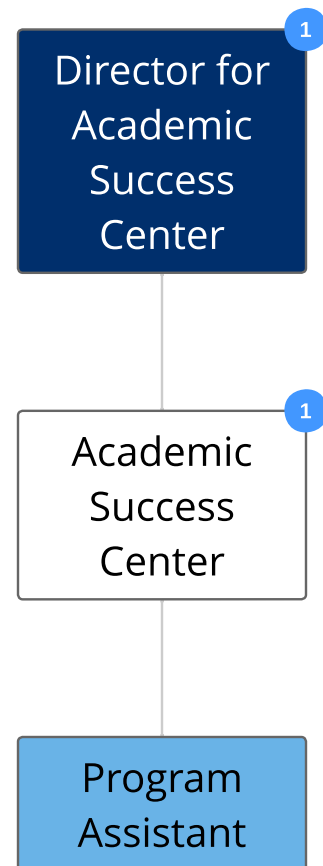 1
Director for
Academic
Success
Center
1
Academic
Success
Center
Program
Assistant